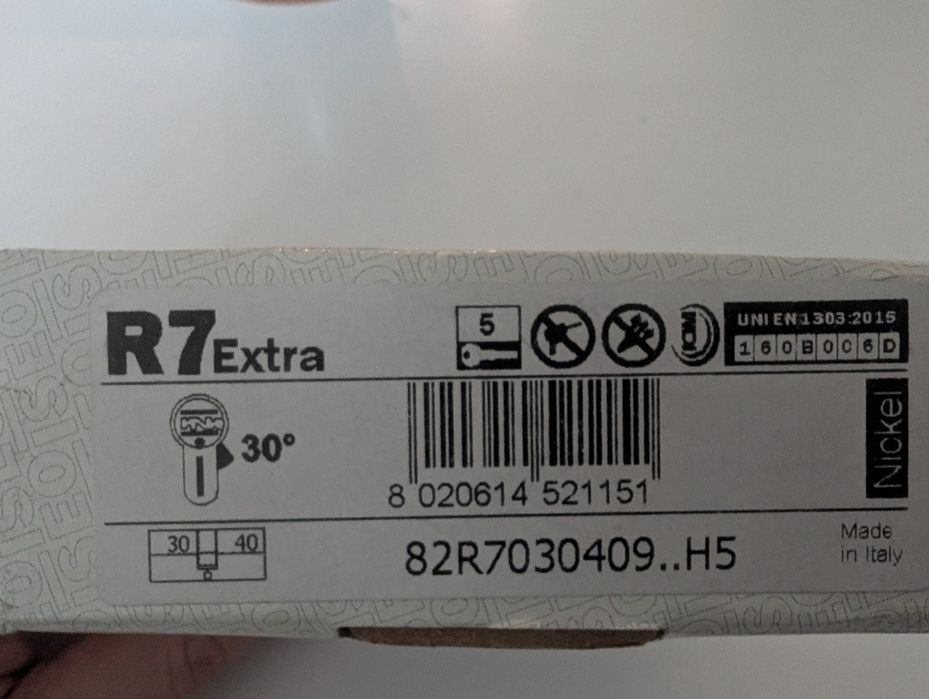 R7 Extra
5
ICIM
UNI EN 1303:2015
1 6 0 B 0 C 6 D
30°
8 020614 521151
Nickel
30 40
82R7030409..H5
Made
in Italy